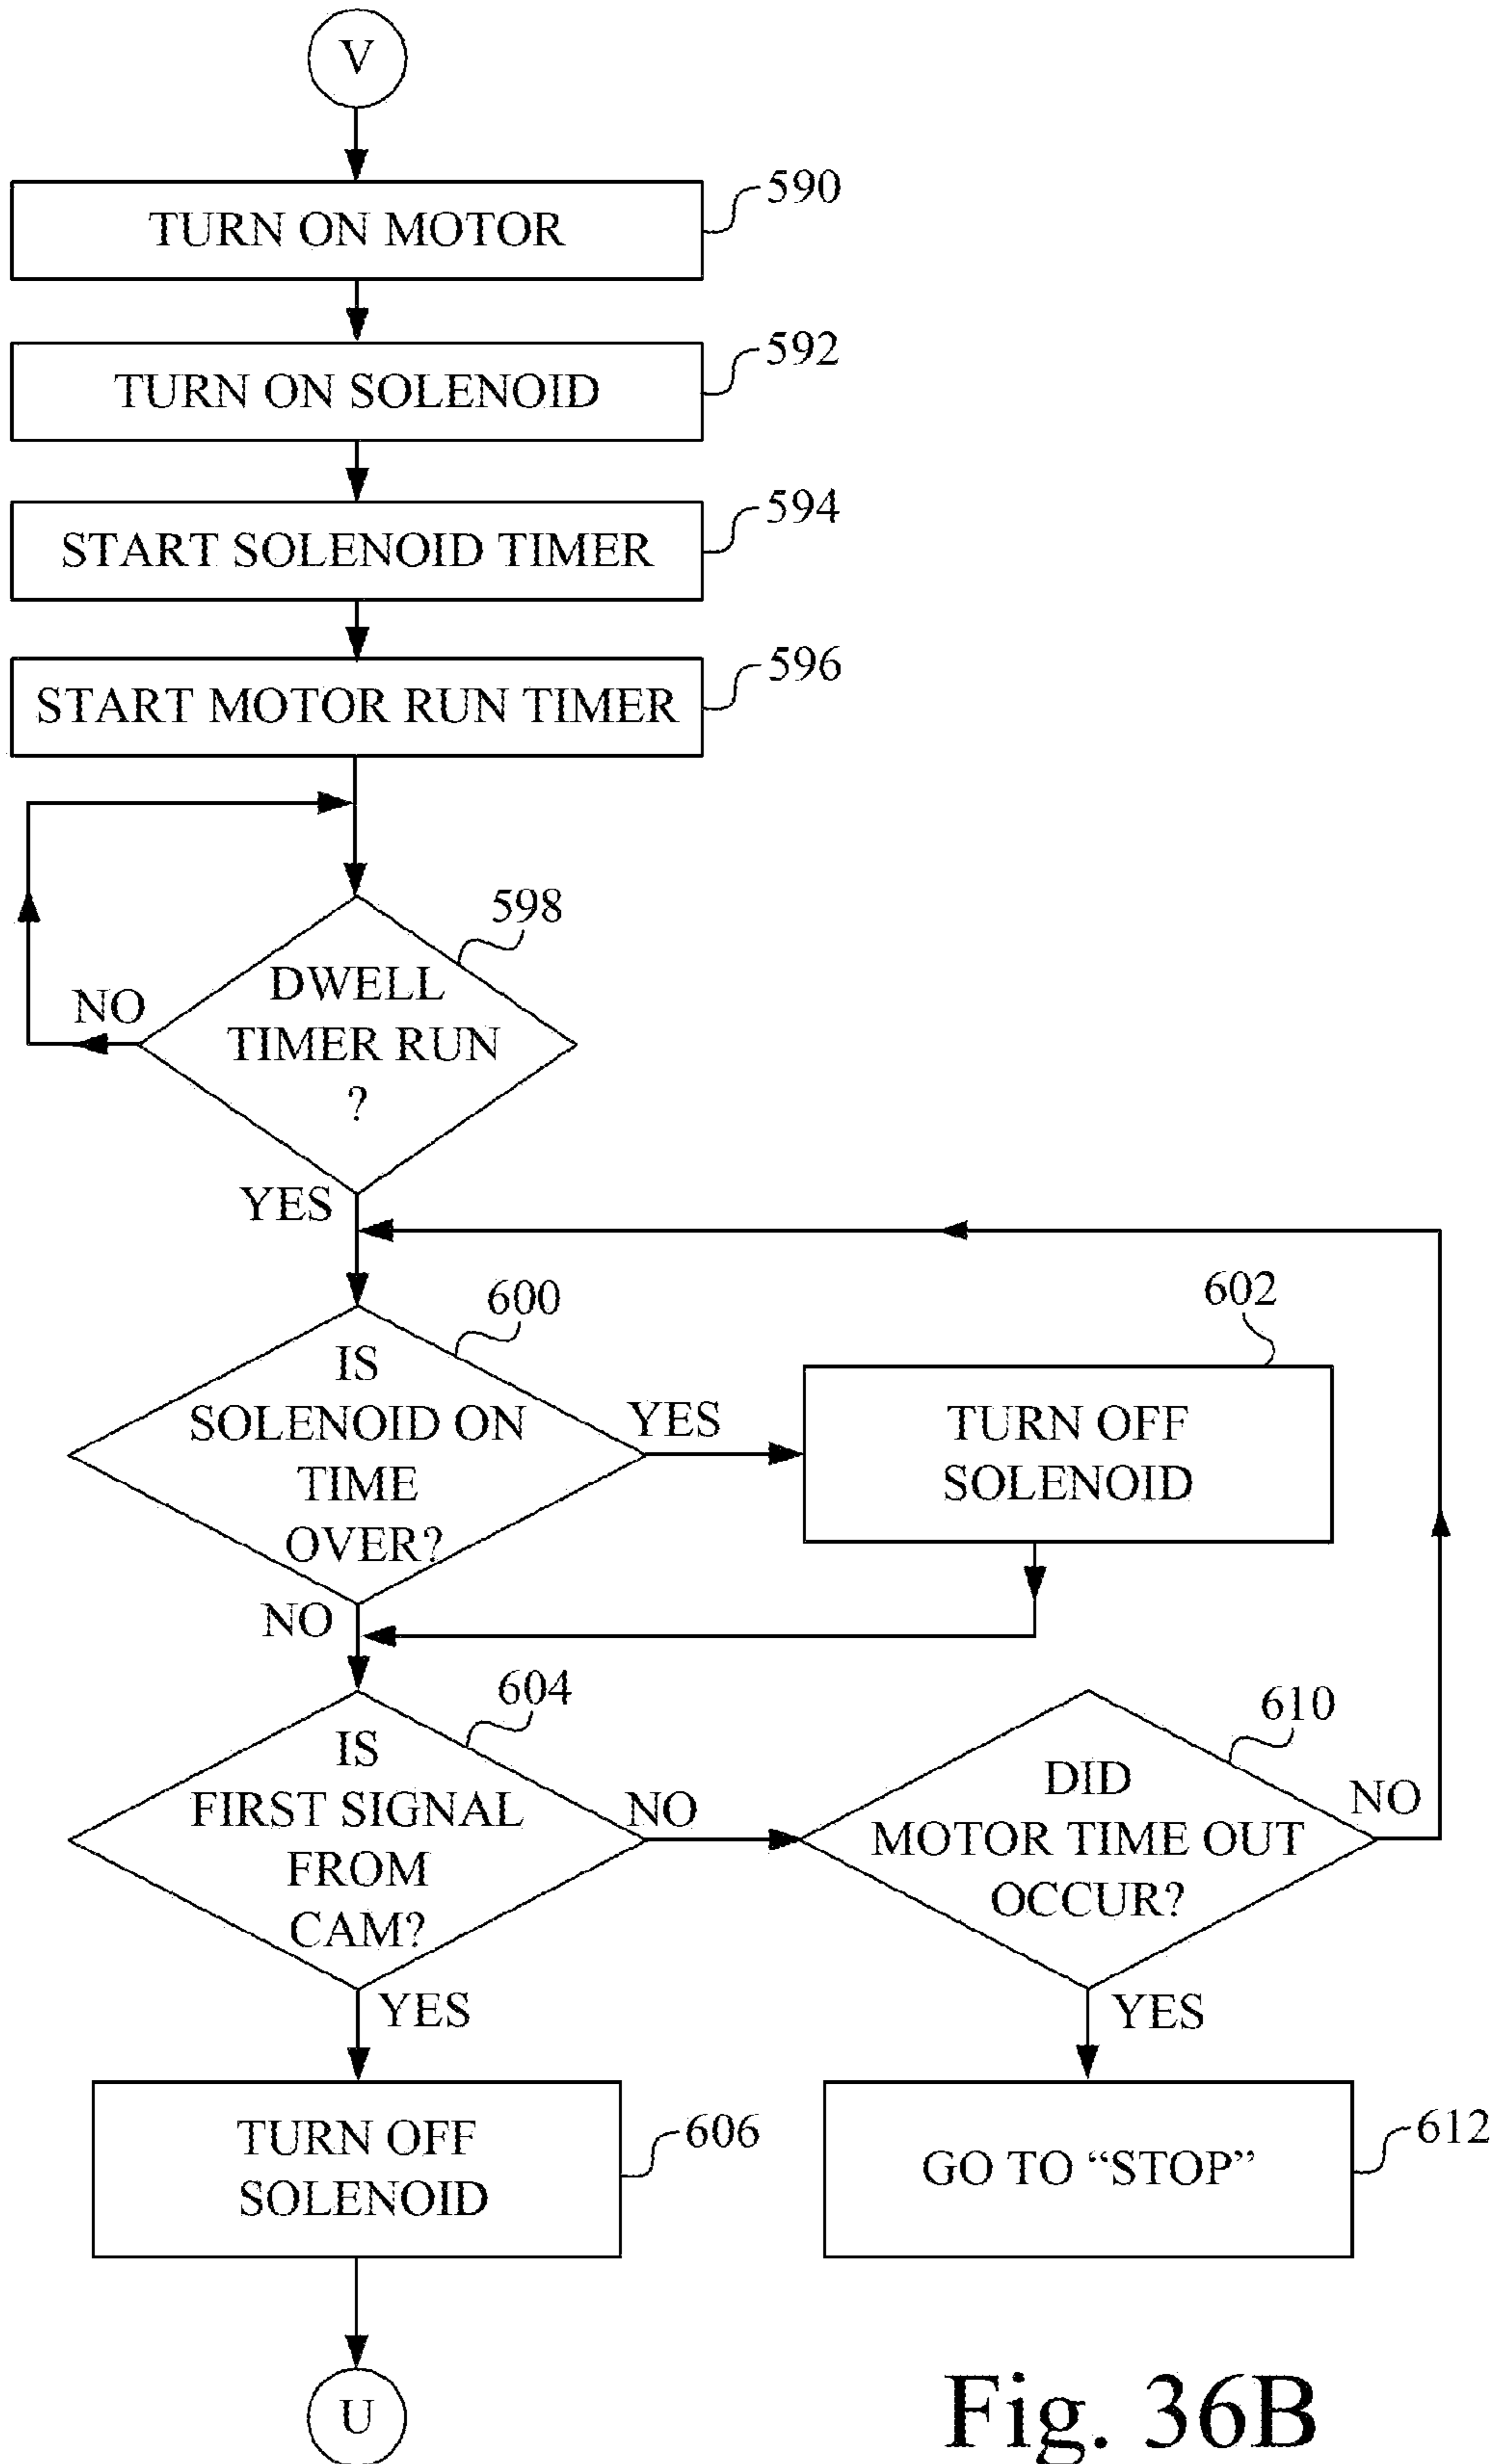 V
TURN ON MOTOR
590
TURN ON SOLENOID
592
START SOLENOID TIMER
594
START MOTOR RUN TIMER
596
598
DWELL
TIMER RUN
?
NO
YES
600
IS
SOLENOID ON
TIME
OVER?
YES
NO
602
TURN OFF
SOLENOID
604
IS
FIRST SIGNAL
FROM
CAM?
NO
YES
610
DID
MOTOR TIME OUT
OCCUR?
NO
YES
TURN OFF
SOLENOID
606
GO TO “STOP”
612
U
Fig. 36B